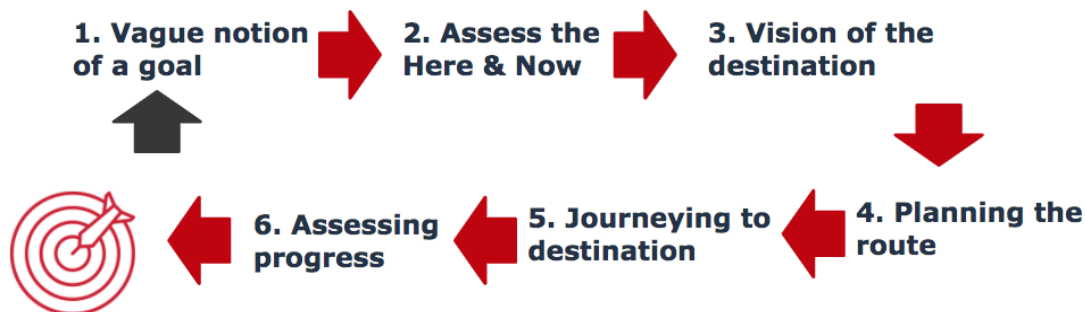 1. Vague notion
of a goal
2. Assess the
Here & Now
3. Vision of the
destination
4. Planning the
route
5. Journeying to
destination
6. Assessing
progress